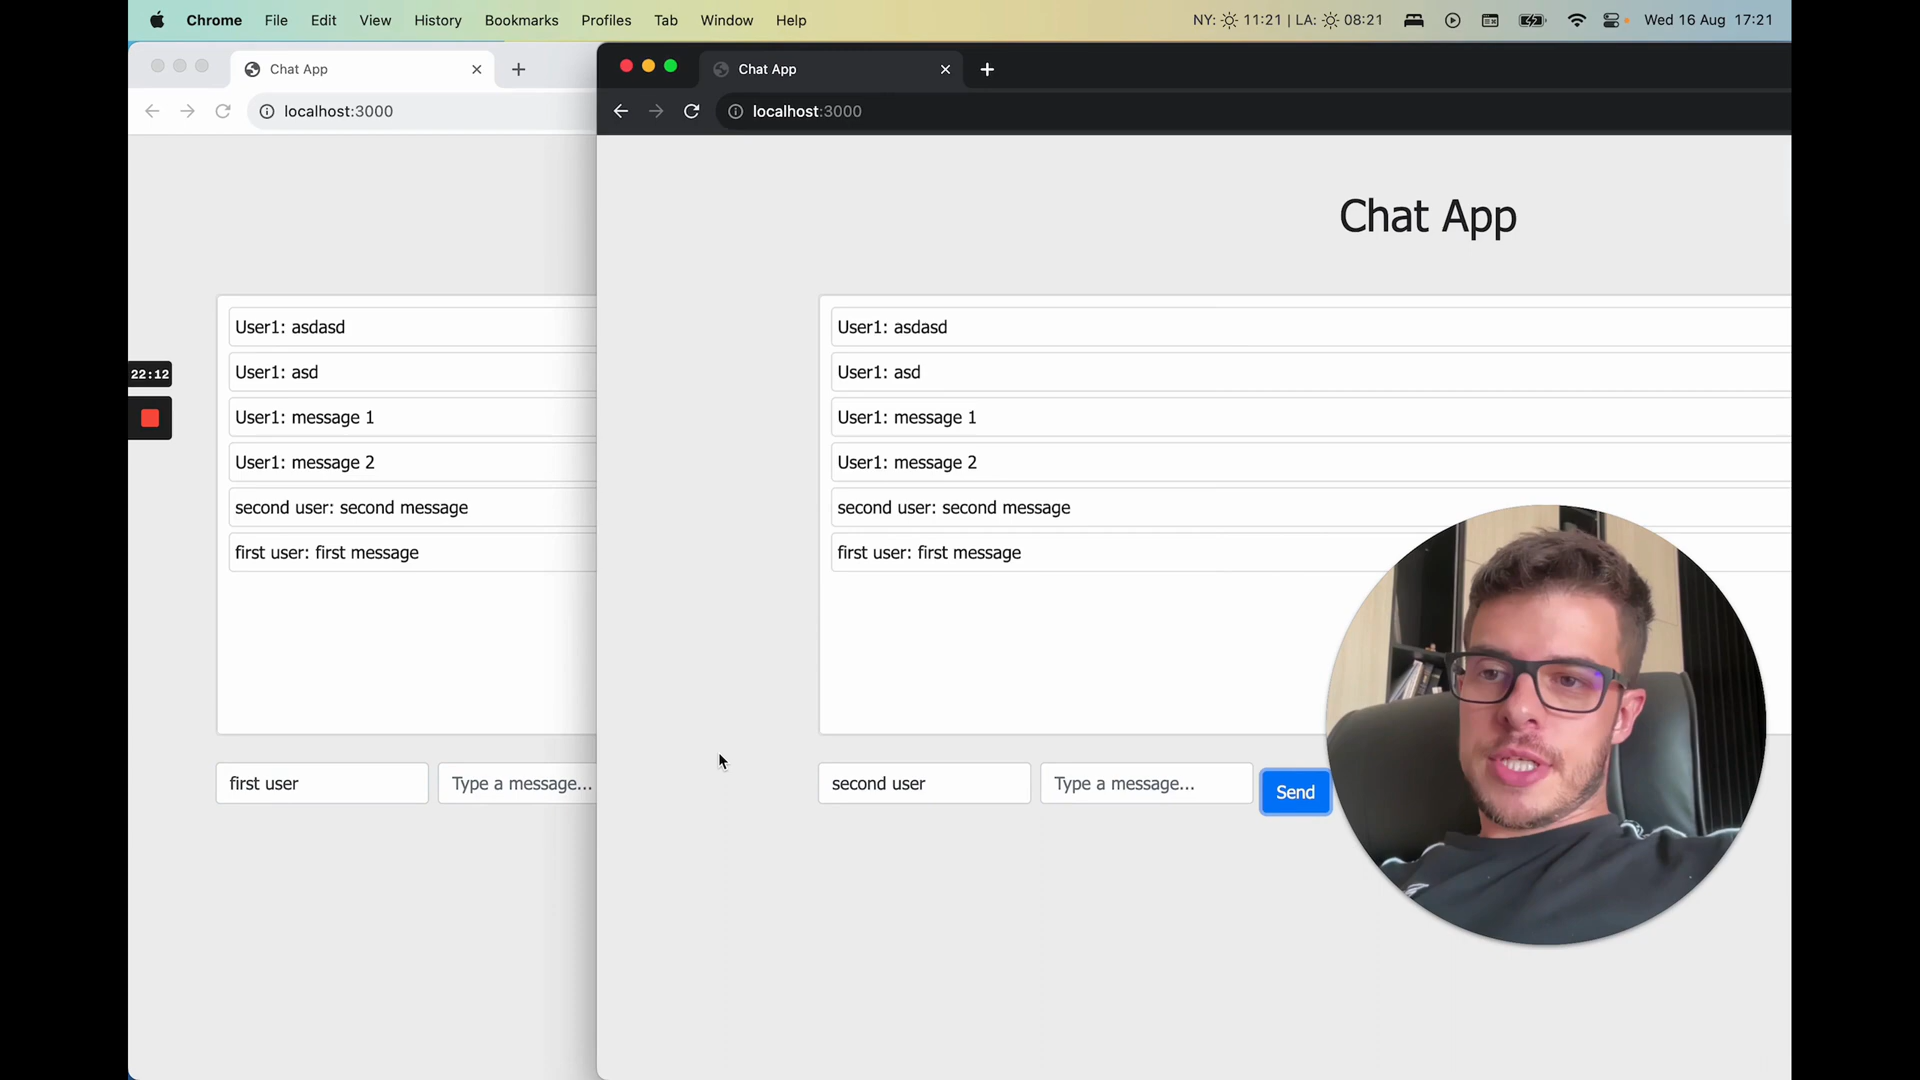 Chrome File Edit View History Bookmarks Profiles Tab Window Help NY: 11:21 | LA: 08:21 Wed 16 Aug 17:21
Chat App
localhost:3000
User1: asdasd
User1: asd
User1: message 1
User1: message 2
second user: second message
first user: first message
first user Type a message...
22:12
Chat App
localhost:3000
Chat App
User1: asdasd
User1: asd
User1: message 1
User1: message 2
second user: second message
first user: first message
second user Type a message... Send